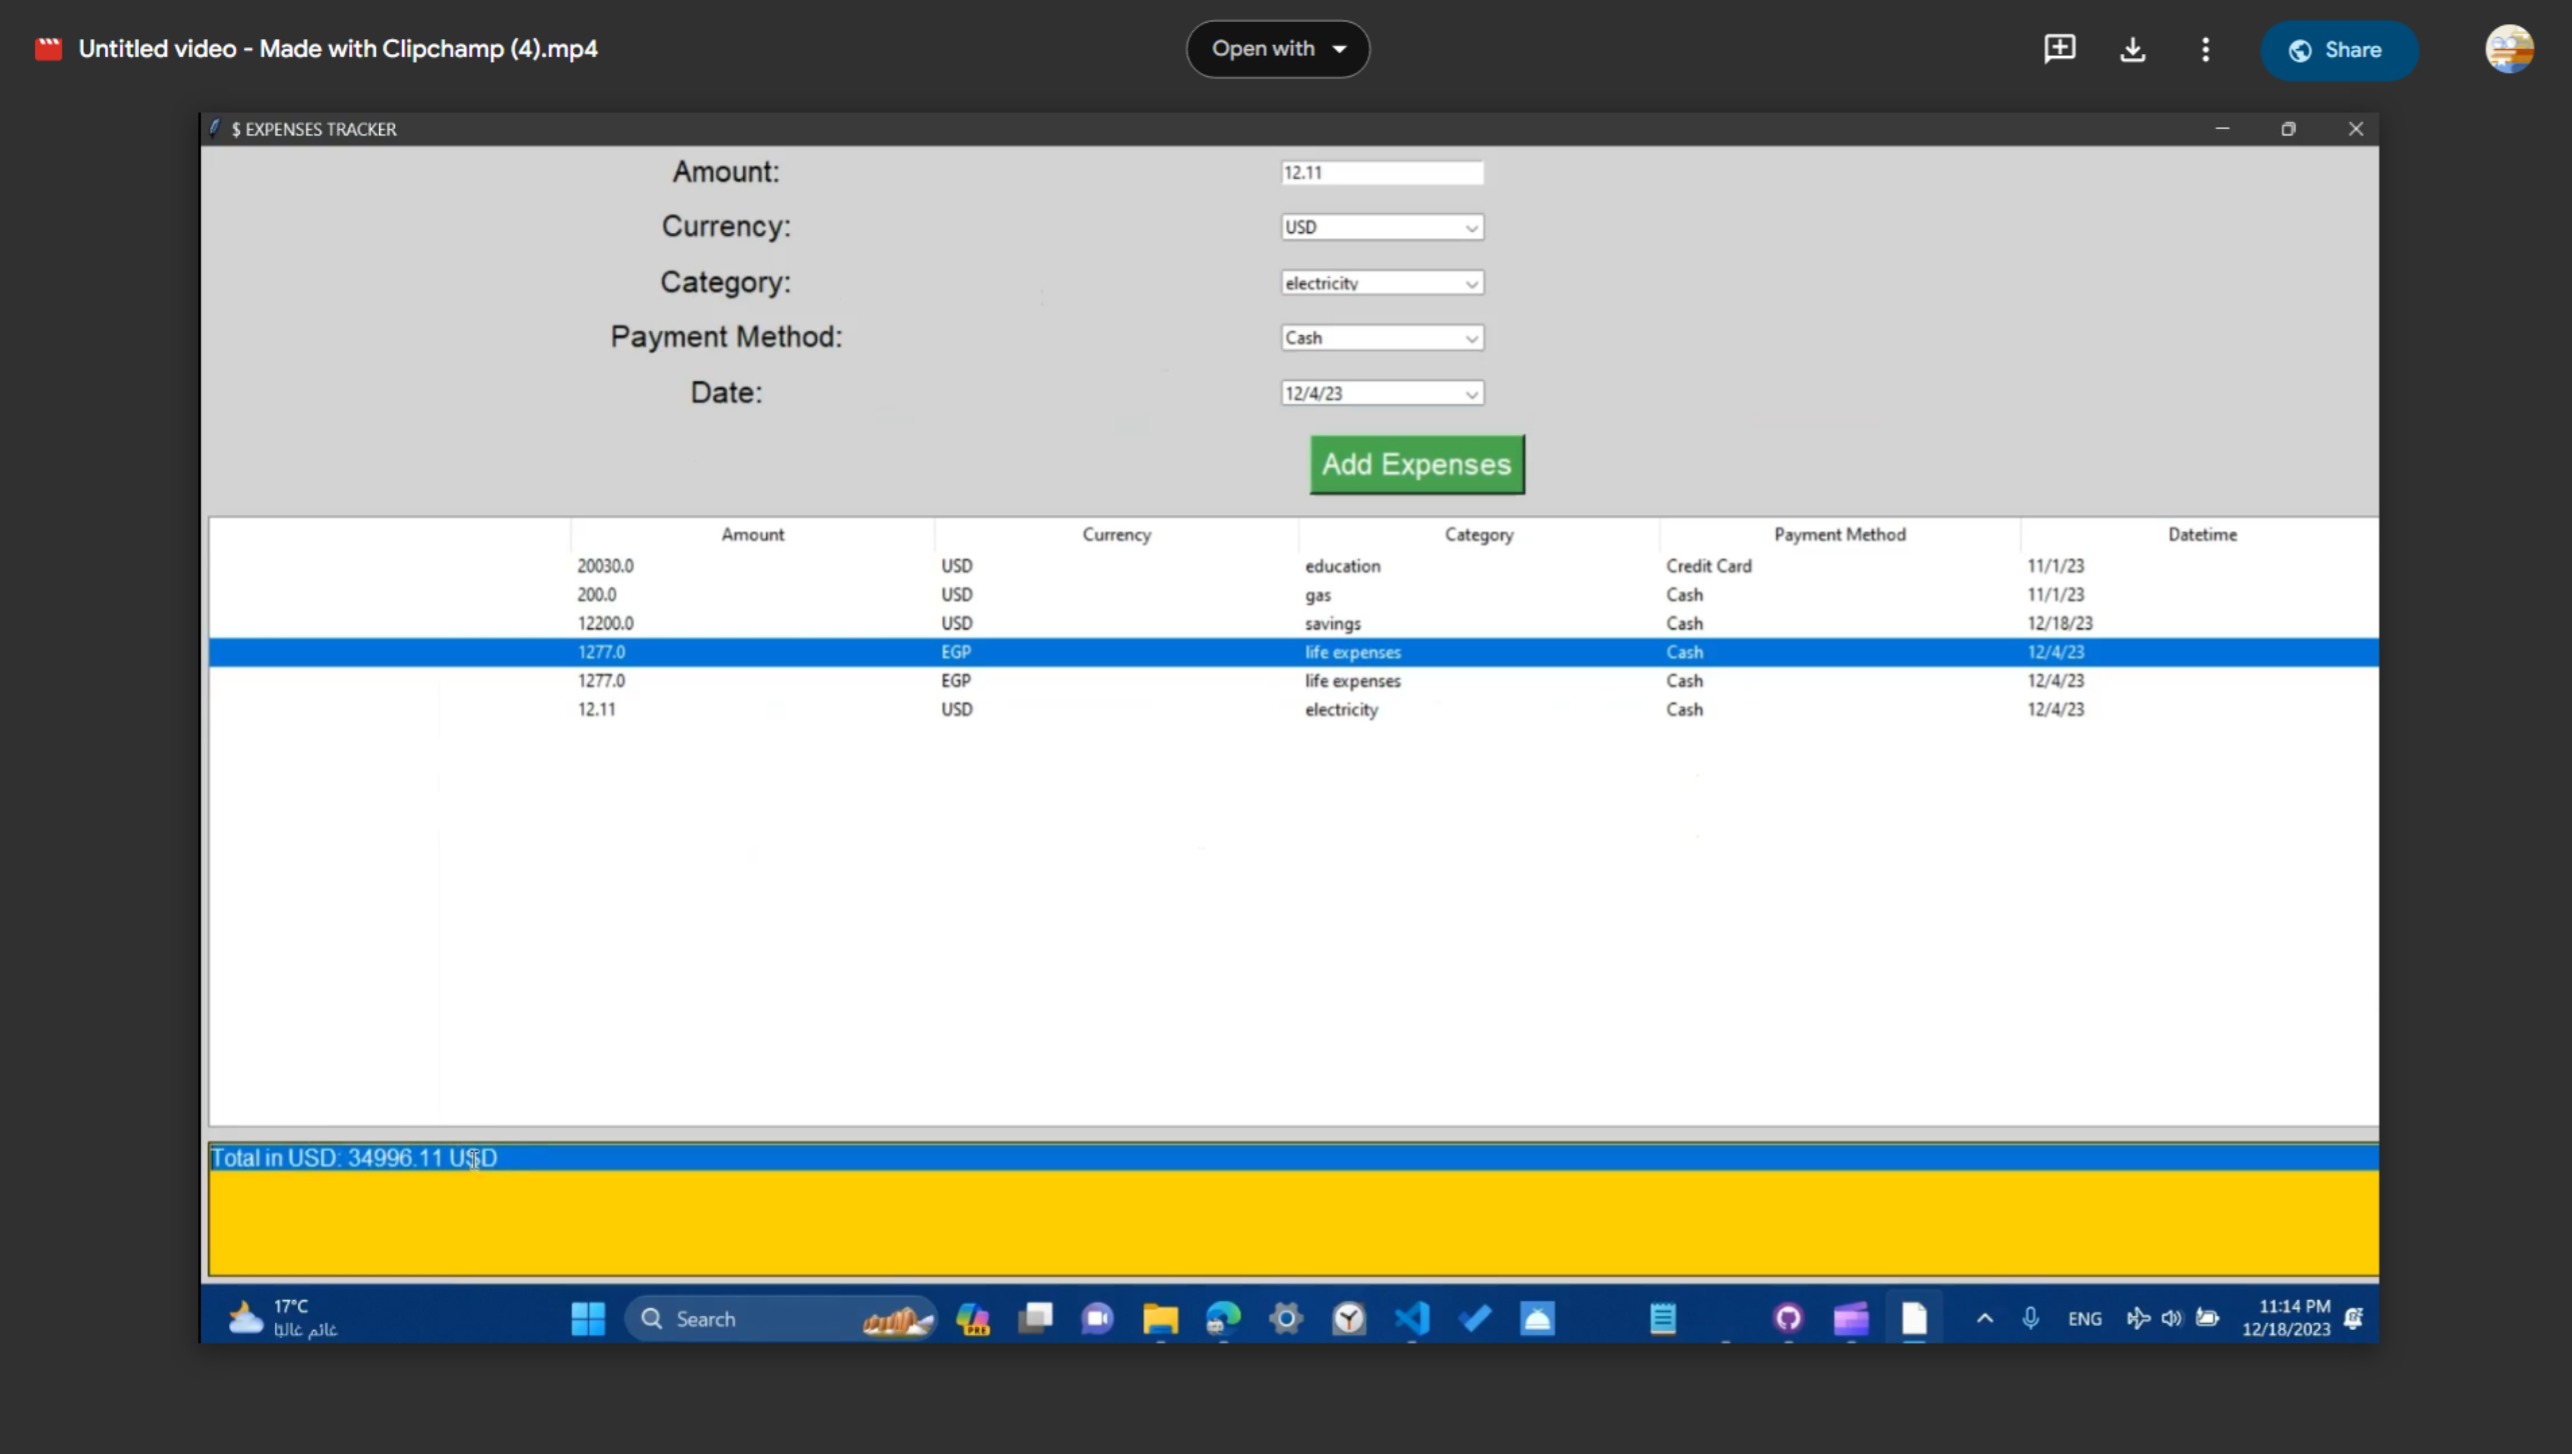 Untitled video - Made with Clipchamp (4).mp4
Open with
Share
$ EXPENSES TRACKER
Amount: 12.11
Currency: USD
Category: electricity
Payment Method: Cash
Date: 12/4/23
Add Expenses
Amount Currency Category Payment Method Datetime
20030.0 USD education Credit Card 11/1/23
200.0 USD gas Cash 11/1/23
12200.0 USD savings Cash 12/18/23
1277.0 EGP life expenses Cash 12/4/23
1277.0 EGP life expenses Cash 12/4/23
12.11 USD electricity Cash 12/4/23
Total in USD: 34996.11 USD
17°C
غائم غالبًا
Search
PRE
ENG
11:14 PM
12/18/2023